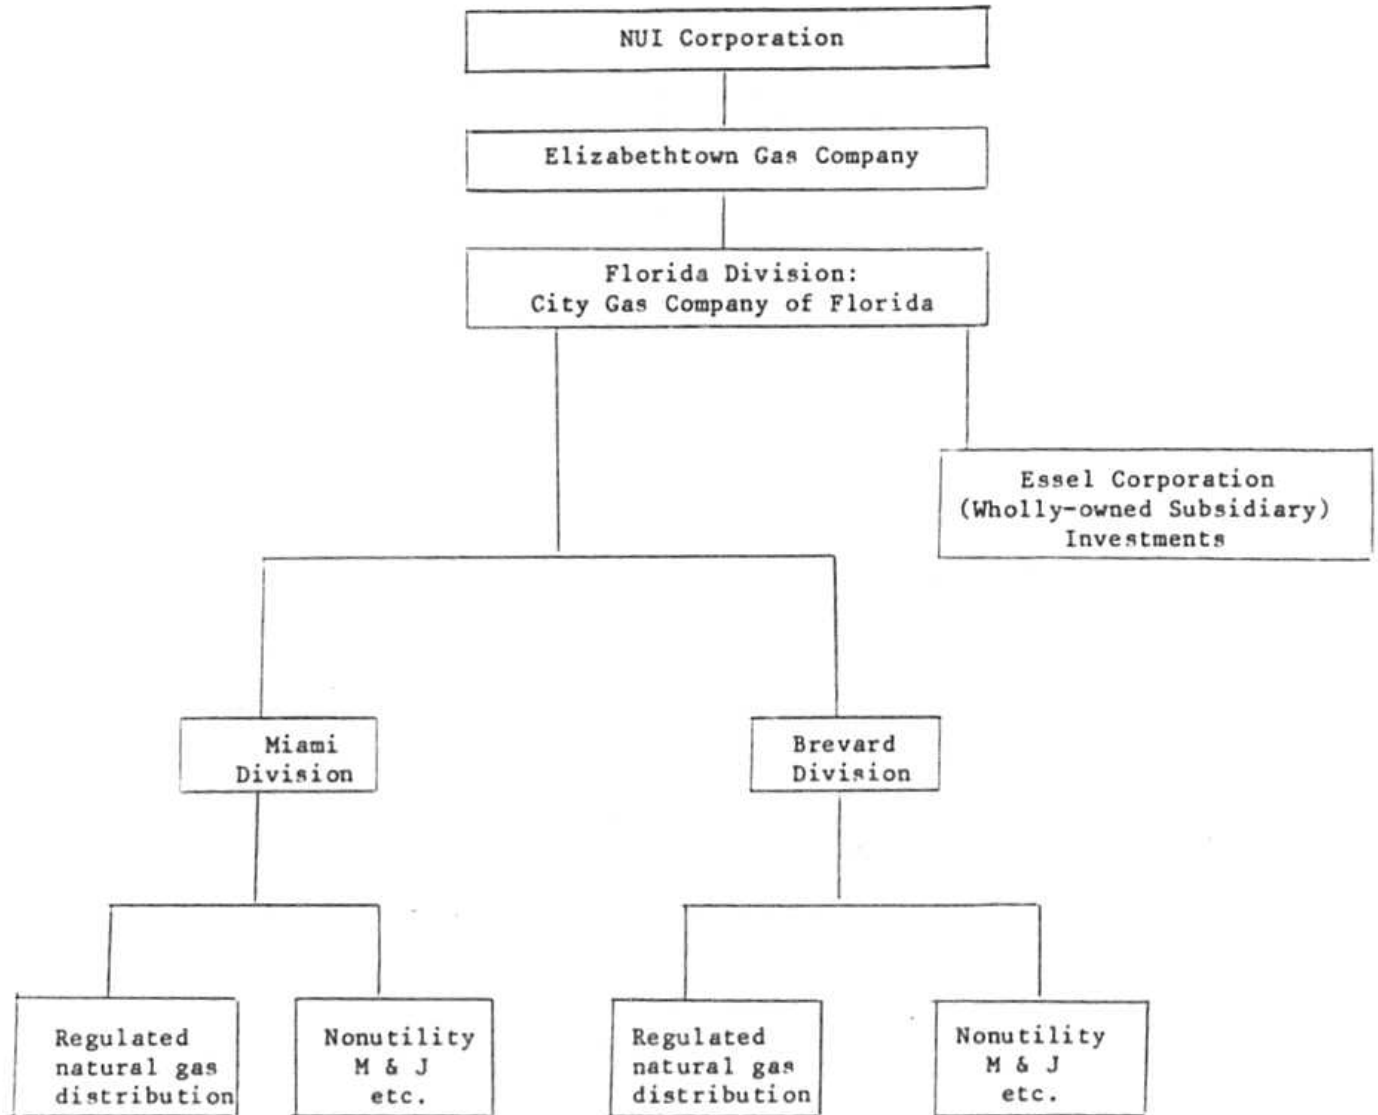 NUI Corporation
Elizabethtown Gas Company
Florida Division:
City Gas Company of Florida
Essel Corporation
(Wholly-owned Subsidiary)
Investments
Miami
Division
Brevard
Division
Regulated
natural gas
distribution
Nonutility
M & J
etc.
Regulated
natural gas
distribution
Nonutility
M & J
etc.